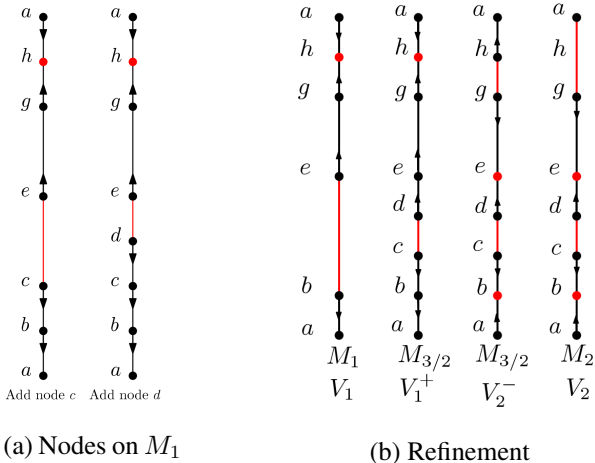 a
h
g
e
c
b
a
Add node c
a
h
g
e
d
c
b
a
Add node d
(a) Nodes on M₁
a
h
g
e
b
a
M₁
V₁
a
h
g
e
d
c
b
a
M₃/₂
V₁⁺
a
h
g
e
d
c
b
a
M₃/₂
V₂⁻
a
h
g
e
d
c
b
a
M₂
V₂
(b) Refinement